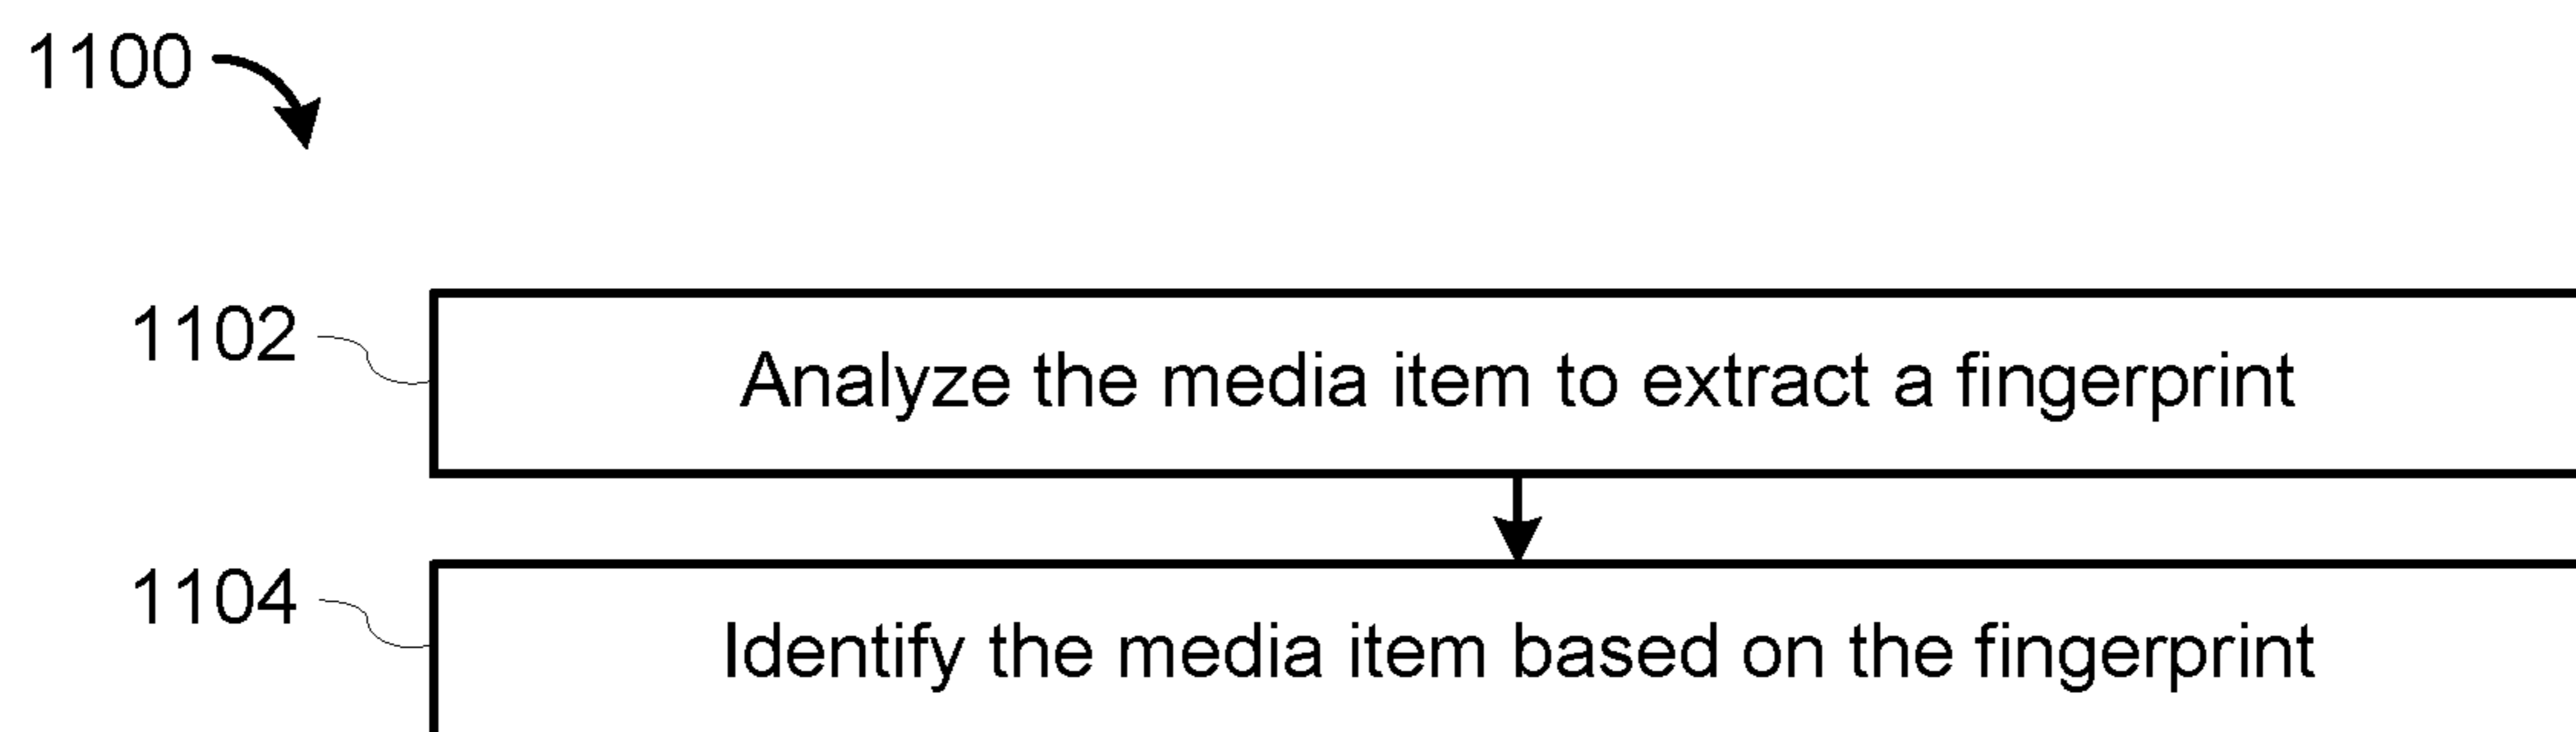 1100
1102
Analyze the media item to extract a fingerprint
1104
Identify the media item based on the fingerprint